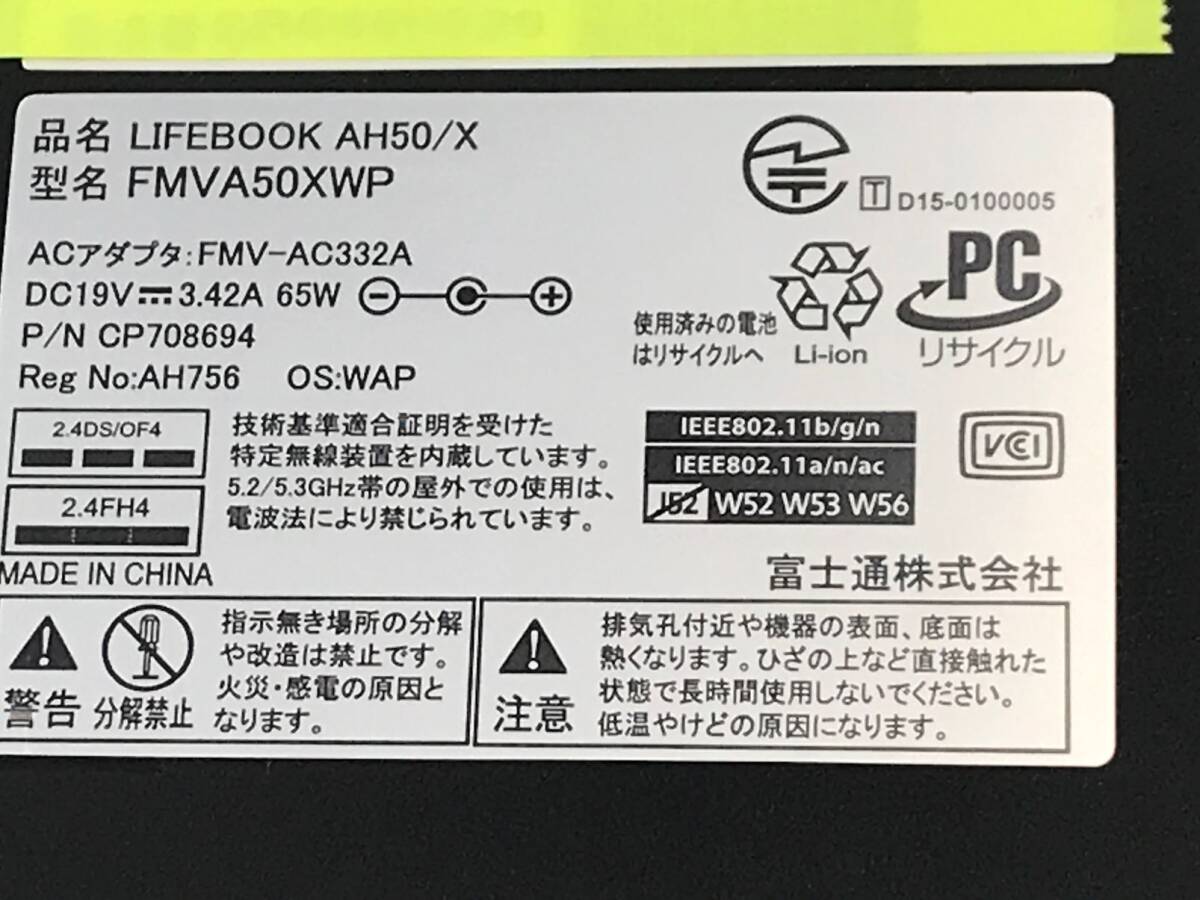 品名 LIFEBOOK AH50/X
型名 FMVA50XWP
T D15-0100005
ACアダプタ:FMV-AC332A
DC19V 3.42A 65W
P/N CP708694
Reg No:AH756 OS:WAP
使用済みの電池
はリサイクルへ
Li-ion
PC
リサイクル
2.4DS/OF4
2.4FH4
技術基準適合証明を受けた
特定無線装置を内蔵しています。
5.2/5.3GHz帯の屋外での使用は、
電波法により禁じられています。
IEEE802.11b/g/n
IEEE802.11a/n/ac
J52 W52 W53 W56
VCCI
MADE IN CHINA
富士通株式会社
警告
分解禁止
指示無き場所の分解
や改造は禁止です。
火災・感電の原因と
なります。
注意
排気孔付近や機器の表面、底面は
熱くなります。ひざの上など直接触れた
状態で長時間使用しないでください。
低温やけどの原因になります。